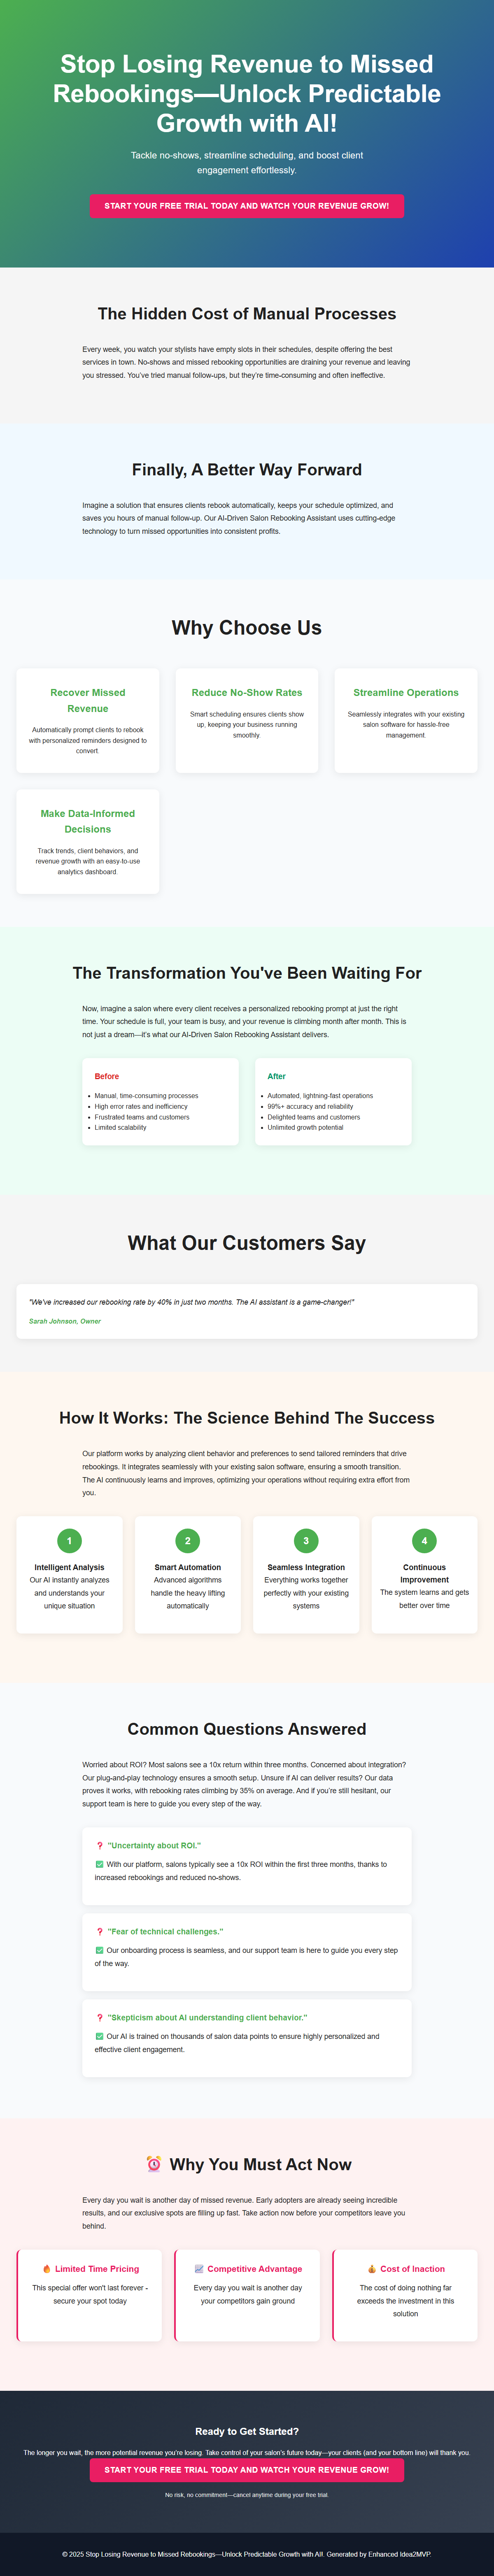 Stop Losing Revenue to Missed
Rebookings—Unlock Predictable
Growth with AI!
Tackle no-shows, streamline scheduling, and boost client
engagement effortlessly.
START YOUR FREE TRIAL TODAY AND WATCH YOUR REVENUE GROW!
The Hidden Cost of Manual Processes
Every week, you watch your stylists have empty slots in their schedules, despite offering the best
services in town. No-shows and missed rebooking opportunities are draining your revenue and leaving
you stressed. You've tried manual follow-ups, but they're time-consuming and often ineffective.
Finally, A Better Way Forward
Imagine a solution that ensures clients rebook automatically, keeps your schedule optimized, and
saves you hours of manual follow-up. Our AI-Driven Salon Rebooking Assistant uses cutting-edge
technology to turn missed opportunities into consistent profits.
Why Choose Us
Recover Missed
Revenue
Automatically prompt clients to rebook
with personalized reminders designed to
convert.
Reduce No-Show Rates
Smart scheduling ensures clients show
up, keeping your business running
smoothly.
Streamline Operations
Seamlessly integrates with your existing
salon software for hassle-free
management.
Make Data-Informed
Decisions
Track trends, client behaviors, and
revenue growth with an easy-to-use
analytics dashboard.
The Transformation You've Been Waiting For
Now, imagine a salon where every client receives a personalized rebooking prompt at just the right
time. Your schedule is full, your team is busy, and your revenue is climbing month after month. This is
not just a dream—it's what our AI-Driven Salon Rebooking Assistant delivers.
Before
• Manual, time-consuming processes
• High error rates and inefficiency
• Frustrated teams and customers
• Limited scalability
After
• Automated, lightning-fast operations
• 99%+ accuracy and reliability
• Delighted teams and customers
• Unlimited growth potential
What Our Customers Say
"We've increased our rebooking rate by 40% in just two months. The AI assistant is a game-changer!"
Sarah Johnson, Owner
How It Works: The Science Behind The Success
Our platform works by analyzing client behavior and preferences to send tailored reminders that drive
rebookings. It integrates seamlessly with your existing salon software, ensuring a smooth transition.
The AI continuously learns and improves, optimizing your operations without requiring extra effort from
you.
1
Intelligent Analysis
Our AI instantly analyzes
and understands your
unique situation
2
Smart Automation
Advanced algorithms
handle the heavy lifting
automatically
3
Seamless Integration
Everything works together
perfectly with your existing
systems
4
Continuous
Improvement
The system learns and gets
better over time
Common Questions Answered
Worried about ROI? Most salons see a 10x return within three months. Concerned about integration?
Our plug-and-play technology ensures a smooth setup. Unsure if AI can deliver results? Our data
proves it works, with rebooking rates climbing by 35% on average. And if you're still hesitant, our
support team is here to guide you every step of the way.
❓ "Uncertainty about ROI."
✅ With our platform, salons typically see a 10x ROI within the first three months, thanks to
increased rebookings and reduced no-shows.
❓ "Fear of technical challenges."
✅ Our onboarding process is seamless, and our support team is here to guide you every step
of the way.
❓ "Skepticism about AI understanding client behavior."
✅ Our AI is trained on thousands of salon data points to ensure highly personalized and
effective client engagement.
⏰ Why You Must Act Now
Every day you wait is another day of missed revenue. Early adopters are already seeing incredible
results, and our exclusive spots are filling up fast. Take action now before your competitors leave you
behind.
🔥 Limited Time Pricing
This special offer won't last forever -
secure your spot today
📈 Competitive Advantage
Every day you wait is another day
your competitors gain ground
💰 Cost of Inaction
The cost of doing nothing far
exceeds the investment in this
solution
Ready to Get Started?
The longer you wait, the more potential revenue you're losing. Take control of your salon's future today—your clients (and your bottom line) will thank you.
START YOUR FREE TRIAL TODAY AND WATCH YOUR REVENUE GROW!
No risk, no commitment—cancel anytime during your free trial.
© 2025 Stop Losing Revenue to Missed Rebookings—Unlock Predictable Growth with AI!. Generated by Enhanced Idea2MVP.